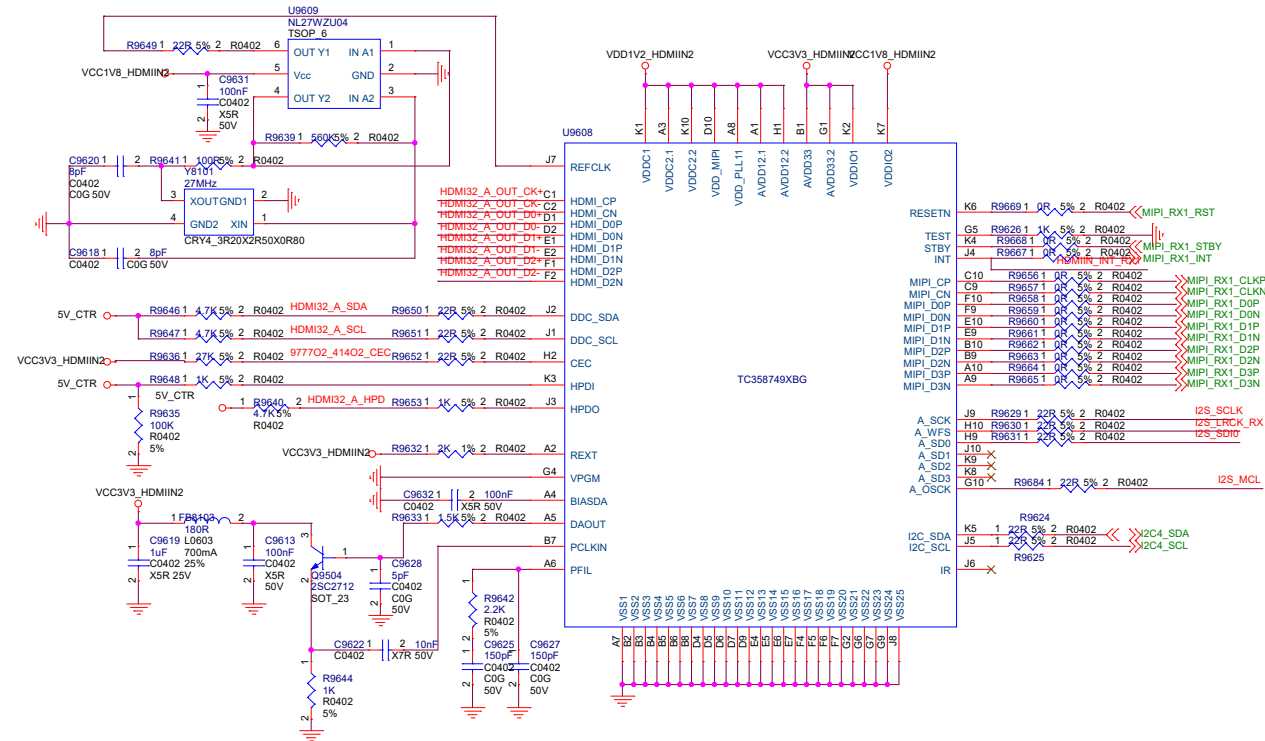 U9609
NL27WZU04
TSOP_6
R9649 1 22R 5% 2 R0402
6 OUT Y1 IN A1 1
VCC1V8_HDMIIN2
5 Vcc GND 2
4 OUT Y2 IN A2 3
C9631
100nF
C0402
X5R
50V
1
2
R9639 1 560K 5% 2 R0402
C9620 1 2
8pF
C0402
C0G 50V
R9641 1 100R 5% 2 R0402
Y8101
27MHz
3 XOUT GND1 2
4 GND2 XIN 1
CRY4_3R20X2R50X0R80
C9618 1 2 8pF
C0402 C0G 50V
VDD1V2_HDMIIN2
VCC3V3_HDMIIN2
VCC1V8_HDMIIN2
K1 A3 K10 D10 A8 A1 H1 B1 G1 K2 K7
VDDC1
VDDC2.1
VDDC2.2
VDD_MIPI
VDD_PLL11
AVDD12.1
AVDD12.2
AVDD33
AVDD33.2
VDDIO1
VDDIO2
U9608
TC358749XBG
J7 REFCLK
HDMI32_A_OUT_CK+ C1 HDMI_CP
HDMI32_A_OUT_CK- C2 HDMI_CN
HDMI32_A_OUT_D0+ D1 HDMI_D0P
HDMI32_A_OUT_D0- D2 HDMI_D0N
HDMI32_A_OUT_D1+ E1 HDMI_D1P
HDMI32_A_OUT_D1- E2 HDMI_D1N
HDMI32_A_OUT_D2+ F1 HDMI_D2P
HDMI32_A_OUT_D2- F2 HDMI_D2N
5V_CTR R9646 1 4.7K 5% 2 R0402 HDMI32_A_SDA R9650 1 22R 5% 2 R0402 J2 DDC_SDA
R9647 1 4.7K 5% 2 R0402 HDMI32_A_SCL R9651 1 22R 5% 2 R0402 J1 DDC_SCL
VCC3V3_HDMIIN2 R9636 1 27K 5% 2 R0402 9777O2_414O2_CEC R9652 1 22R 5% 2 R0402 H2 CEC
5V_CTR R9648 1 1K 5% 2 R0402 K3 HPDI
5V_CTR
1 R9640 2 HDMI32_A_HPD R9653 1 1K 5% 2 R0402 J3 HPDO
4.7K 5%
R0402
R9635
100K
R0402
5%
1
2
VCC3V3_HDMIIN2 R9632 1 2K 1% 2 R0402 A2 REXT
G4 VPGM
C9632 1 2 100nF A4 BIASDA
C0402 X5R 50V
R9633 1 1.5K 5% 2 R0402 A5 DAOUT
B7 PCLKIN
A6 PFIL
VCC3V3_HDMIIN2
1 FB8103 2
180R
L0603
700mA
25%
C9619
1uF
C0402
X5R 25V
1
2
C9613
100nF
C0402
X5R
50V
1
2
3
1
2
Q9504
2SC2712
SOT_23
C9628
5pF
C0402
C0G
50V
1
2
C9622 1 2 10nF
C0402 X7R 50V
R9644
1K
R0402
5%
1
2
R9642
2.2K
R0402
5%
1
2
C9625
150pF
C0402
C0G
50V
1
2
C9627
150pF
C0402
C0G
50V
1
2
RESETN K6 R9669 1 0R 5% 2 R0402 MIPI_RX1_RST
TEST G5 R9626 1 1K 5% 2 R0402
STBY K4 R9668 1 0R 5% 2 R0402 MIPI_RX1_STBY
INT J4 R9667 1 0R 5% 2 R0402 MIPI_RX1_INT
MIPI_CP C10 R9656 1 0R 5% 2 R0402 MIPI_RX1_CLKP
MIPI_CN C9 R9657 1 0R 5% 2 R0402 MIPI_RX1_CLKN
MIPI_D0P F10 R9658 1 0R 5% 2 R0402 MIPI_RX1_D0P
MIPI_D0N F9 R9659 1 0R 5% 2 R0402 MIPI_RX1_D0N
MIPI_D1P E10 R9660 1 0R 5% 2 R0402 MIPI_RX1_D1P
MIPI_D1N E9 R9661 1 0R 5% 2 R0402 MIPI_RX1_D1N
MIPI_D2P B10 R9662 1 0R 5% 2 R0402 MIPI_RX1_D2P
MIPI_D2N B9 R9663 1 0R 5% 2 R0402 MIPI_RX1_D2N
MIPI_D3P A10 R9664 1 0R 5% 2 R0402 MIPI_RX1_D3P
MIPI_D3N A9 R9665 1 0R 5% 2 R0402 MIPI_RX1_D3N
A_SCK J9 R9629 1 22R 5% 2 R0402 I2S_SCLK
A_WFS H10 R9630 1 22R 5% 2 R0402 I2S_LRCK_RX
A_SD0 H9 R9631 1 22R 5% 2 R0402 I2S_SDI0
A_SD1 J10
A_SD2 K9
A_SD3 K8
A_OSCK G10 R9684 1 22R 5% 2 R0402 I2S_MCL
R9624
I2C_SDA K5 1 22R 5% 2 R0402 I2C4_SDA
I2C_SCL J5 1 22R 5% 2 R0402 I2C4_SCL
R9625
IR J6
VSS1
VSS2
VSS3
VSS4
VSS5
VSS6
VSS7
VSS8
VSS9
VSS10
VSS11
VSS12
VSS13
VSS14
VSS15
VSS16
VSS17
VSS18
VSS19
VSS20
VSS21
VSS22
VSS23
VSS24
VSS25
A7 B2 B3 B4 B5 B6 B8 D4 D5 D6 D7 D9 E4 E5 E6 E7 F4 F5 F6 F7 G2 G6 G7 G9 J8